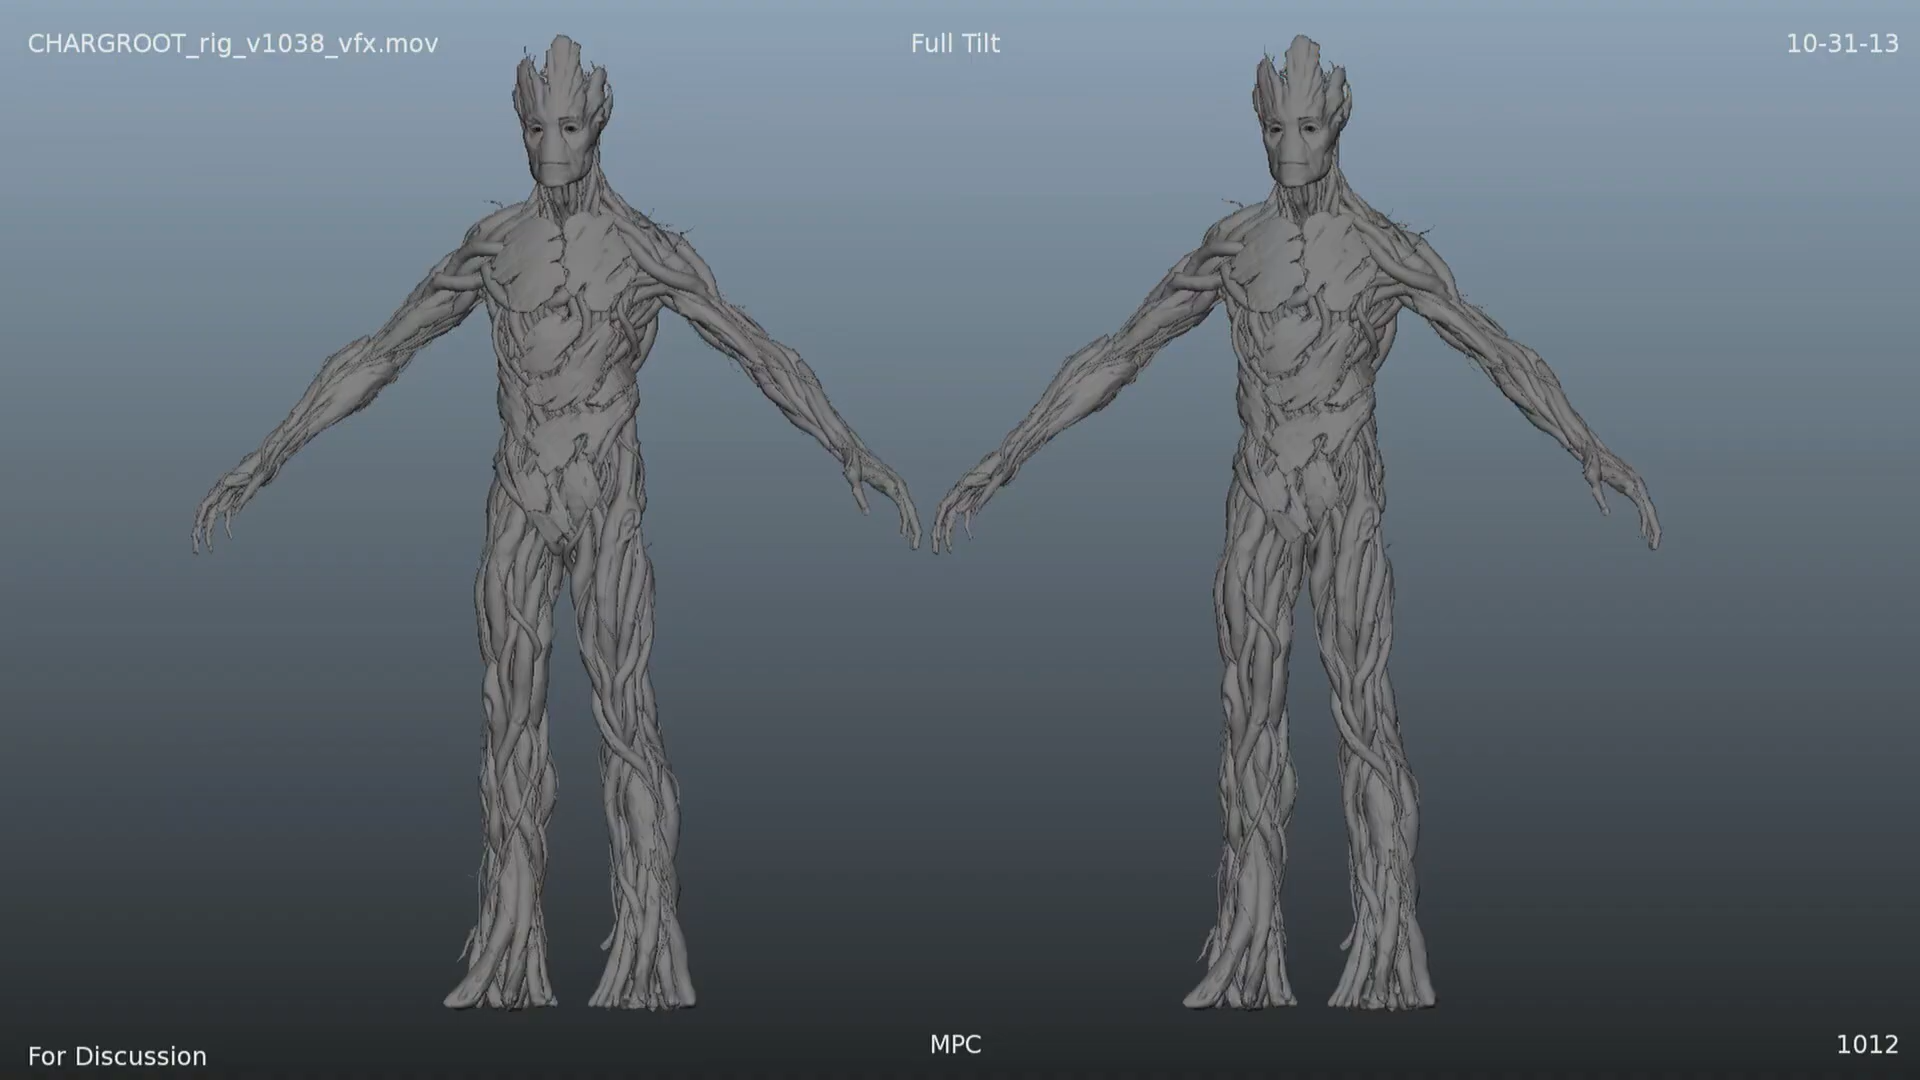 CHARGROOT_rig_v1038_vfx.mov
Full Tilt
10-31-13
For Discussion
MPC
1012